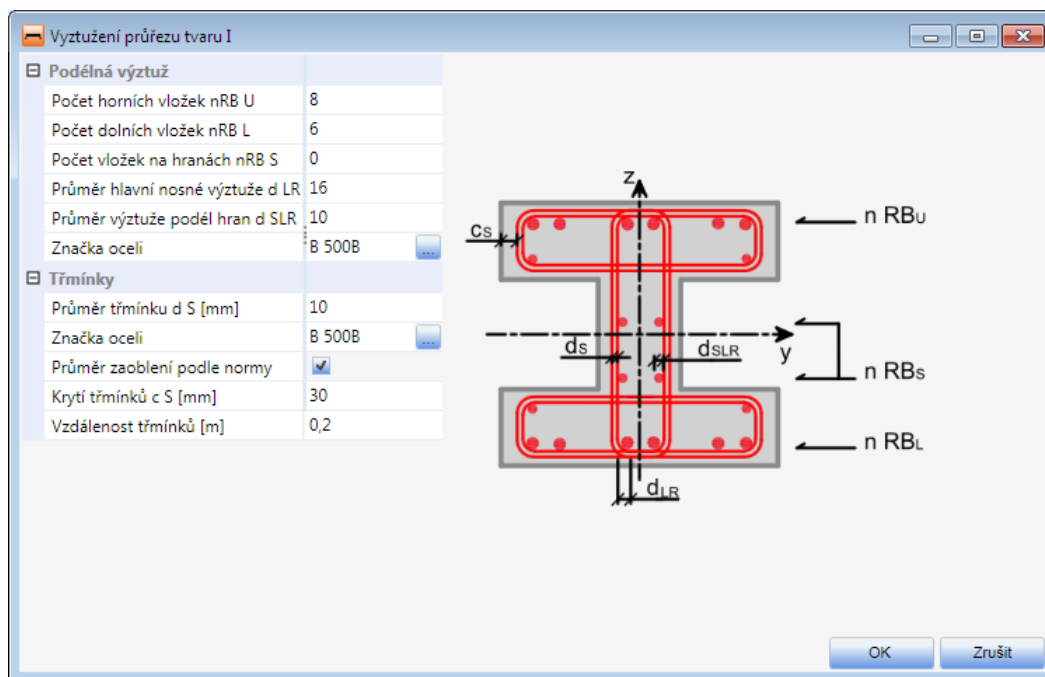 Vyztužení průřezu tvaru I
Podélná výztuž
Počet horních vložek nRB U 8
Počet dolních vložek nRB L 6
Počet vložek na hranách nRB S 0
Průměr hlavní nosné výztuže d LR 16
Průměr výztuže podél hran d SLR 10
Značka oceli B 500B ...
Třmínky
Průměr třmínku d S [mm] 10
Značka oceli B 500B ...
Průměr zaoblení podle normy
Krytí třmínků c S [mm] 30
Vzdálenost třmínků [m] 0,2
z
n RBU
cS
dS
dSLR
y
n RBS
n RBL
dLR
OK Zrušit